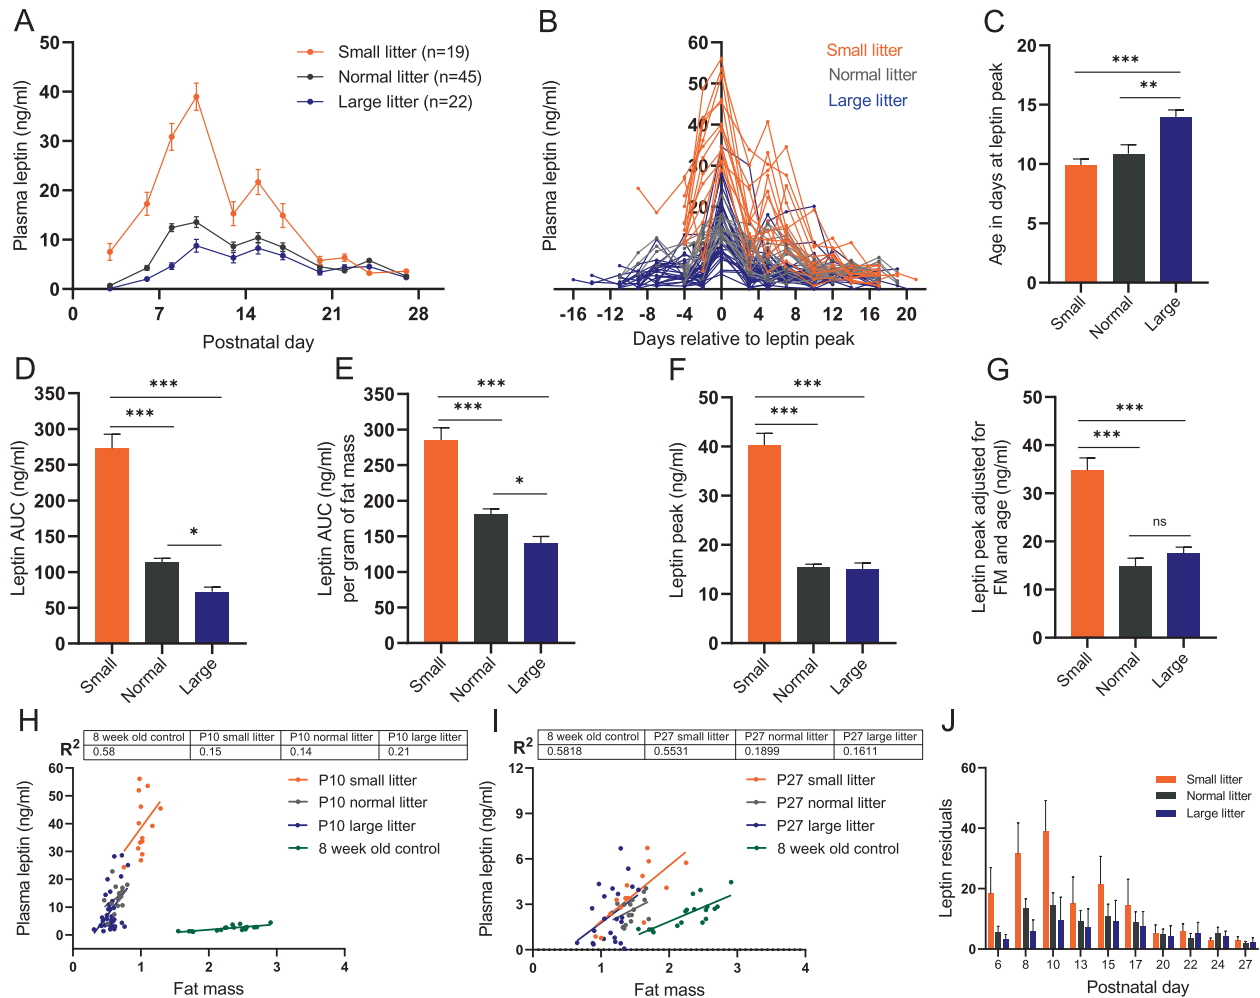 A
Plasma leptin (ng/ml)
50
40
30
20
10
0
0 7 14 21 28
Postnatal day
Small litter (n=19)
Normal litter (n=45)
Large litter (n=22)
B
Plasma leptin (ng/ml)
60
50
40
30
20
-16 -12 -8 -4 0 4 8 12 16 20
Days relative to leptin peak
Small litter
Normal litter
Large litter
C
Age in days at leptin peak
20
15
10
5
0
***
**
Small Normal Large
D
Leptin AUC (ng/ml)
350
300
250
200
150
100
50
0
***
***
*
Small Normal Large
E
Leptin AUC (ng/ml)
per gram of fat mass
350
300
250
200
150
100
50
0
***
***
*
Small Normal Large
F
Leptin peak (ng/ml)
50
40
30
20
10
0
***
***
Small Normal Large
G
Leptin peak adjusted for
FM and age (ng/ml)
50
40
30
20
10
0
***
***
ns
Small Normal Large
H
R2
8 week old control P10 small litter P10 normal litter P10 large litter
0.58 0.15 0.14 0.21
Plasma leptin (ng/ml)
60
50
40
30
20
10
0
0 1 2 3 4
Fat mass
P10 small litter
P10 normal litter
P10 large litter
8 week old control
I
R2
8 week old control P27 small litter P27 normal litter P27 large litter
0.5818 0.5531 0.1899 0.1611
Plasma leptin (ng/ml)
12
9
6
3
0
0 1 2 3 4
Fat mass
P27 small litter
P27 normal litter
P27 large litter
8 week old control
J
Leptin residuals
60
40
20
0
6 8 10 13 15 17 20 22 24 27
Postnatal day
Small litter
Normal litter
Large litter